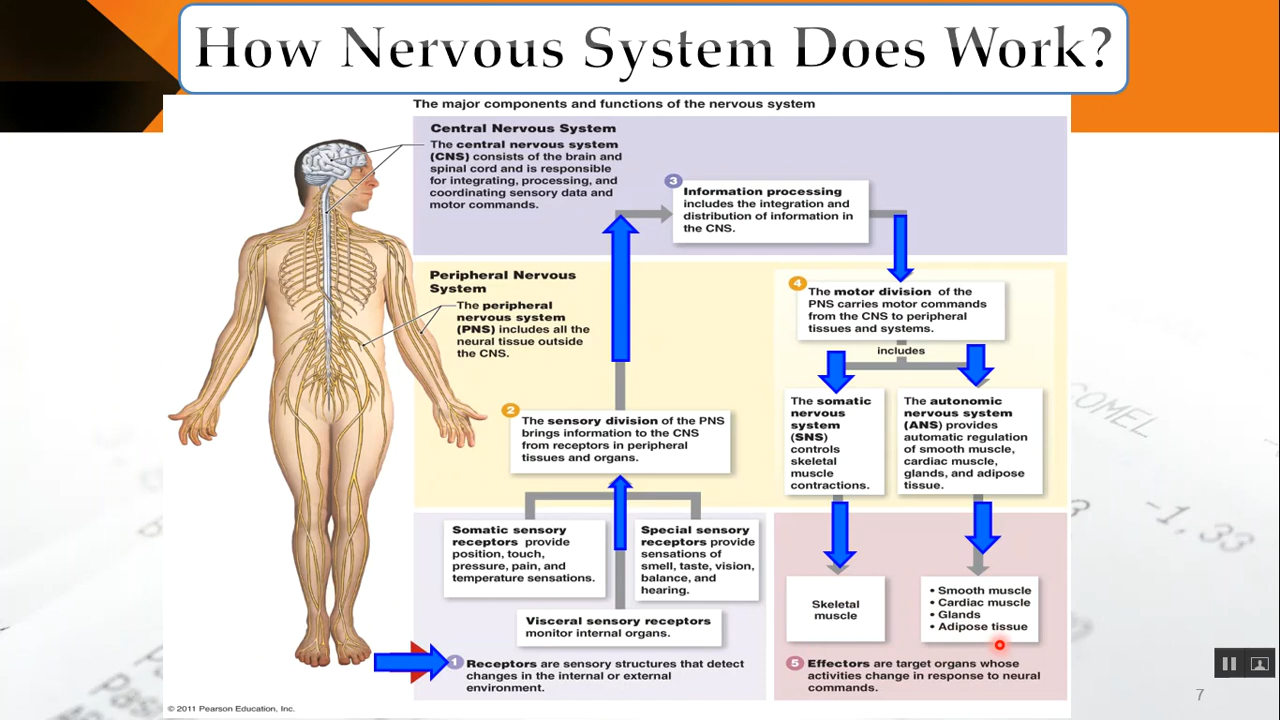 How Nervous System Does Work?
The major components and functions of the nervous system
Central Nervous System
The central nervous system
(CNS) consists of the brain and
spinal cord and is responsible
for integrating, processing, and
coordinating sensory data and
motor commands.
3
Information processing
includes the integration and
distribution of information in
the CNS.
Peripheral Nervous
System
The peripheral
nervous system
(PNS) includes all the
neural tissue outside
the CNS.
4
The motor division of the
PNS carries motor commands
from the CNS to peripheral
tissues and systems.
includes
2
The sensory division of the PNS
brings information to the CNS
from receptors in peripheral
tissues and organs.
The somatic
nervous
system
(SNS)
controls
skeletal
muscle
contractions.
The autonomic
nervous system
(ANS) provides
automatic regulation
of smooth muscle,
cardiac muscle,
glands, and adipose
tissue.
Somatic sensory
receptors provide
position, touch,
pressure, pain, and
temperature sensations.
Special sensory
receptors provide
sensations of
smell, taste, vision,
balance, and
hearing.
Visceral sensory receptors
monitor internal organs.
Skeletal
muscle
• Smooth muscle
• Cardiac muscle
• Glands
• Adipose tissue
1 Receptors are sensory structures that detect
changes in the internal or external
environment.
5 Effectors are target organs whose
activities change in response to neural
commands.
© 2011 Pearson Education, Inc.
7
COMEL
-1,33